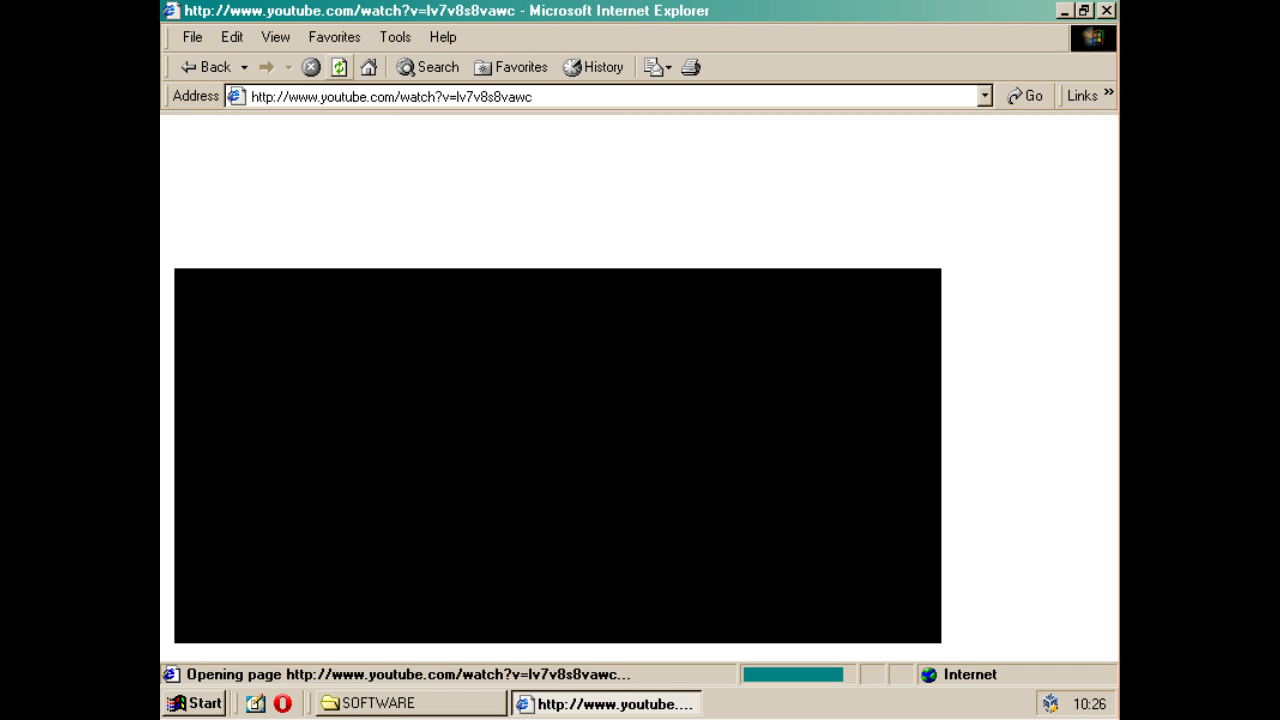 http://www.youtube.com/watch?v=lv7v8s8vawc - Microsoft Internet Explorer
File Edit View Favorites Tools Help
Back Search Favorites History
Address http://www.youtube.com/watch?v=lv7v8s8vawc Go Links »
Opening page http://www.youtube.com/watch?v=lv7v8s8vawc... Internet
Start SOFTWARE http://www.youtube.... 10:26